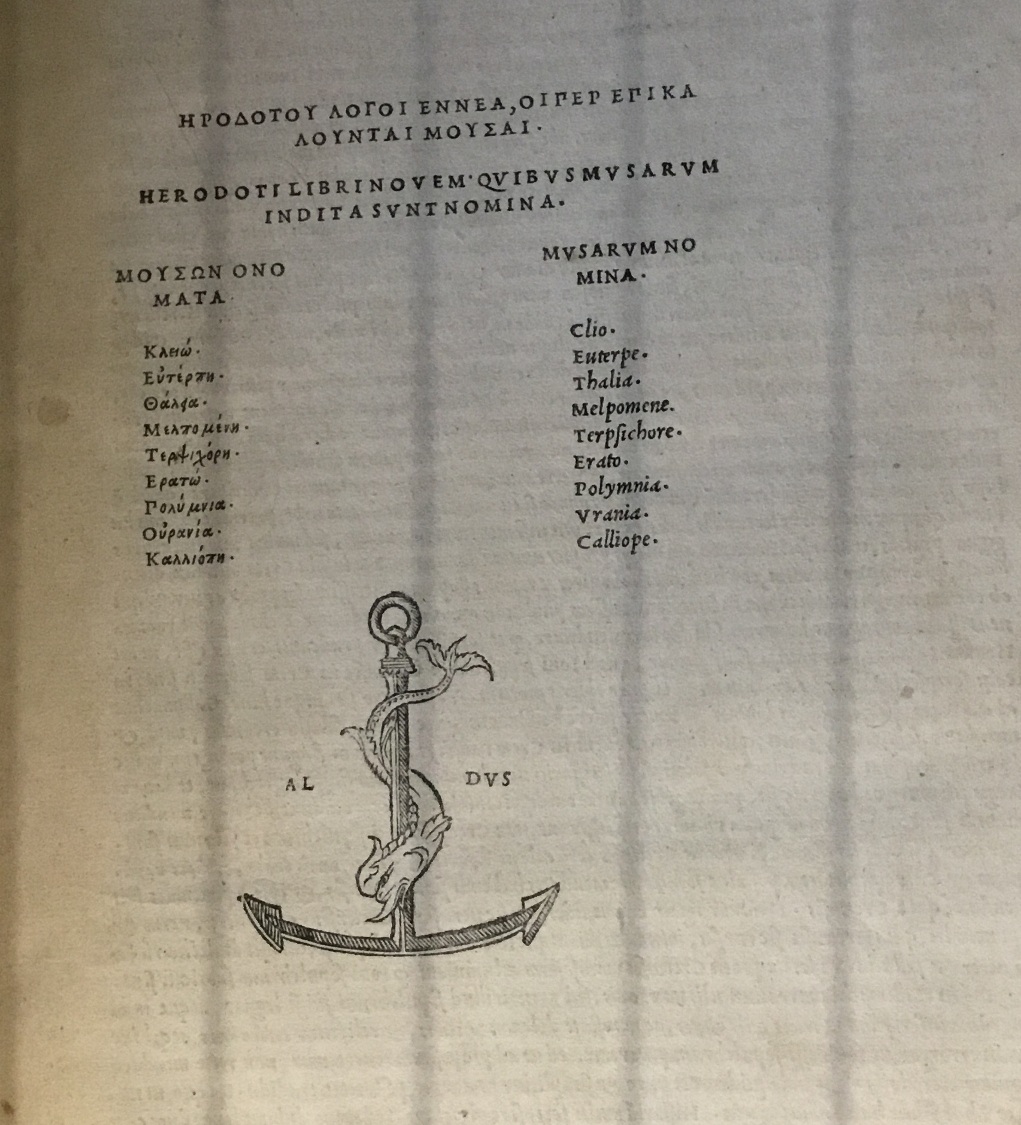 ΗΡΟΔΟΤΟΥ ΛΟΓΟΙ ΕΝΝΕΑ, ΟΙΠΕΡ ΕΠΙΚΑ
ΛΟΥΝΤΑΙ ΜΟΥΣΑΙ.
HERODOTI LIBRI NOVEM· QVIBVS MVSARVM
INDITA SVNT NOMINA.
ΜΟΥΣΩΝ ΟΝΟ
ΜΑΤΑ.
Κλειώ.
Εὐτέρπη.
Θάλεια.
Μελπομένη.
Τερψιχόρη.
Ερατώ.
Πολύμνια.
Οὐρανία.
Καλλιόπη.
MVSARVM NO
MINA.
Clio.
Euterpe.
Thalia.
Melpomene.
Terpſichore.
Erato.
Polymnia.
Vrania.
Calliope.
AL DVS